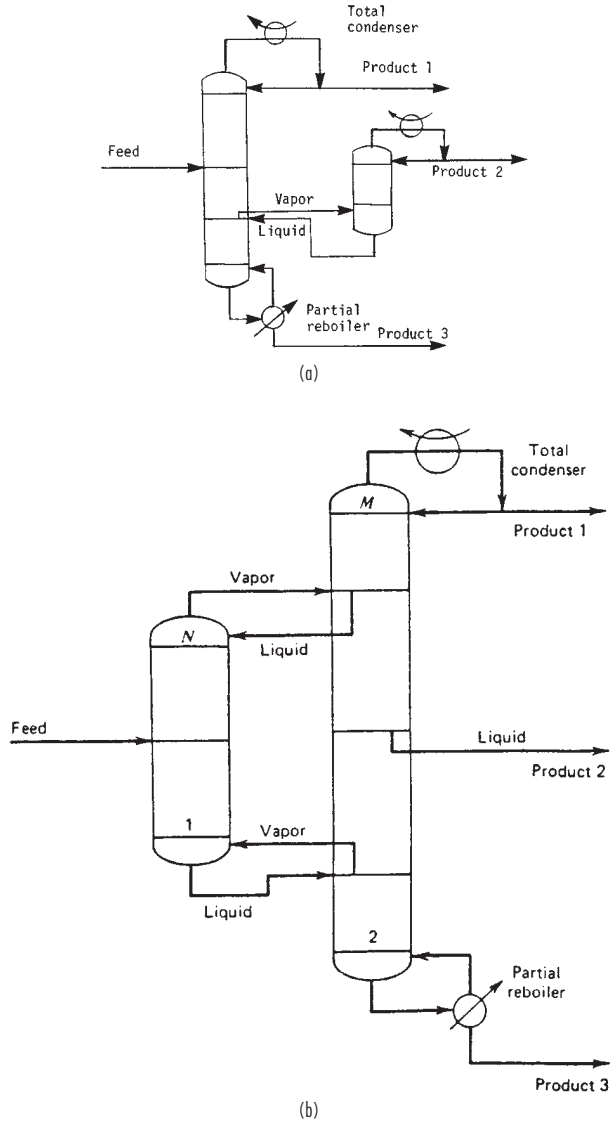 Total
condenser
Product 1
Feed
Product 2
Vapor
Liquid
Partial
reboiler
Product 3
(a)
Total
condenser
M
Product 1
Vapor
N
Liquid
Feed
Liquid
Product 2
1
Vapor
Liquid
2
Partial
reboiler
Product 3
(b)